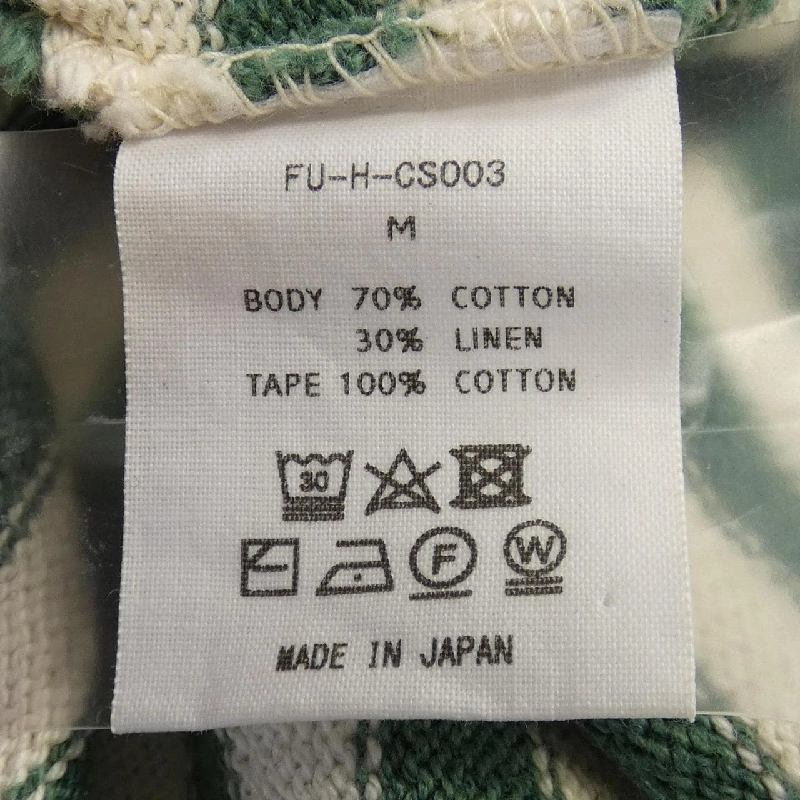 FU-H-CS003
M
BODY 70% COTTON
30% LINEN
TAPE 100% COTTON
30
F W
MADE IN JAPAN